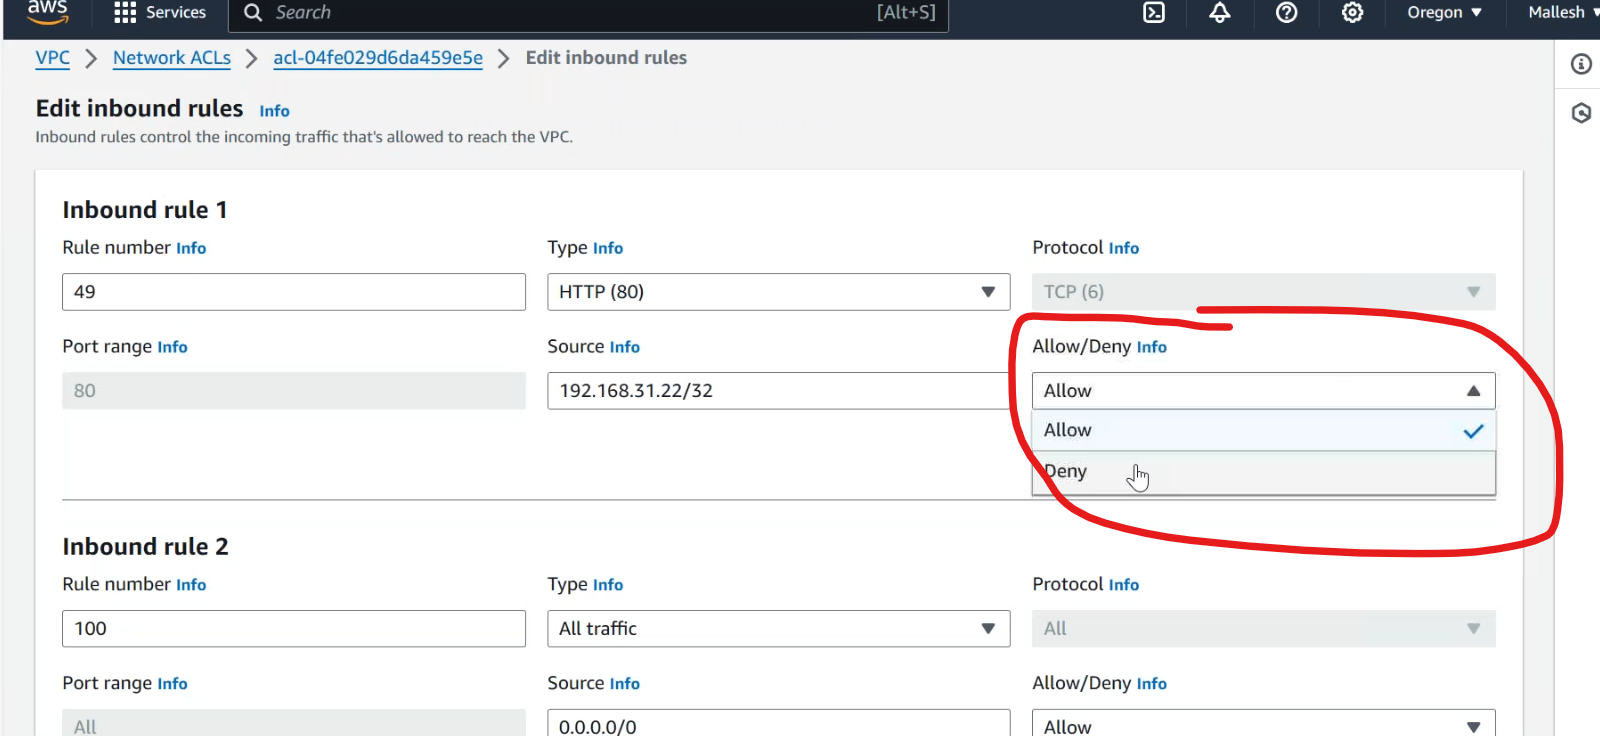 aws Services Search [Alt+S] Oregon Mallesh
VPC Network ACLs acl-04fe029d6da459e5e Edit inbound rules
Edit inbound rules Info
Inbound rules control the incoming traffic that's allowed to reach the VPC.
Inbound rule 1
Rule number Info Type Info Protocol Info
49 HTTP (80) TCP (6)
Port range Info Source Info Allow/Deny Info
80 192.168.31.22/32 Allow
Allow
Deny
Inbound rule 2
Rule number Info Type Info Protocol Info
100 All traffic All
Port range Info Source Info Allow/Deny Info
All 0.0.0.0/0 Allow